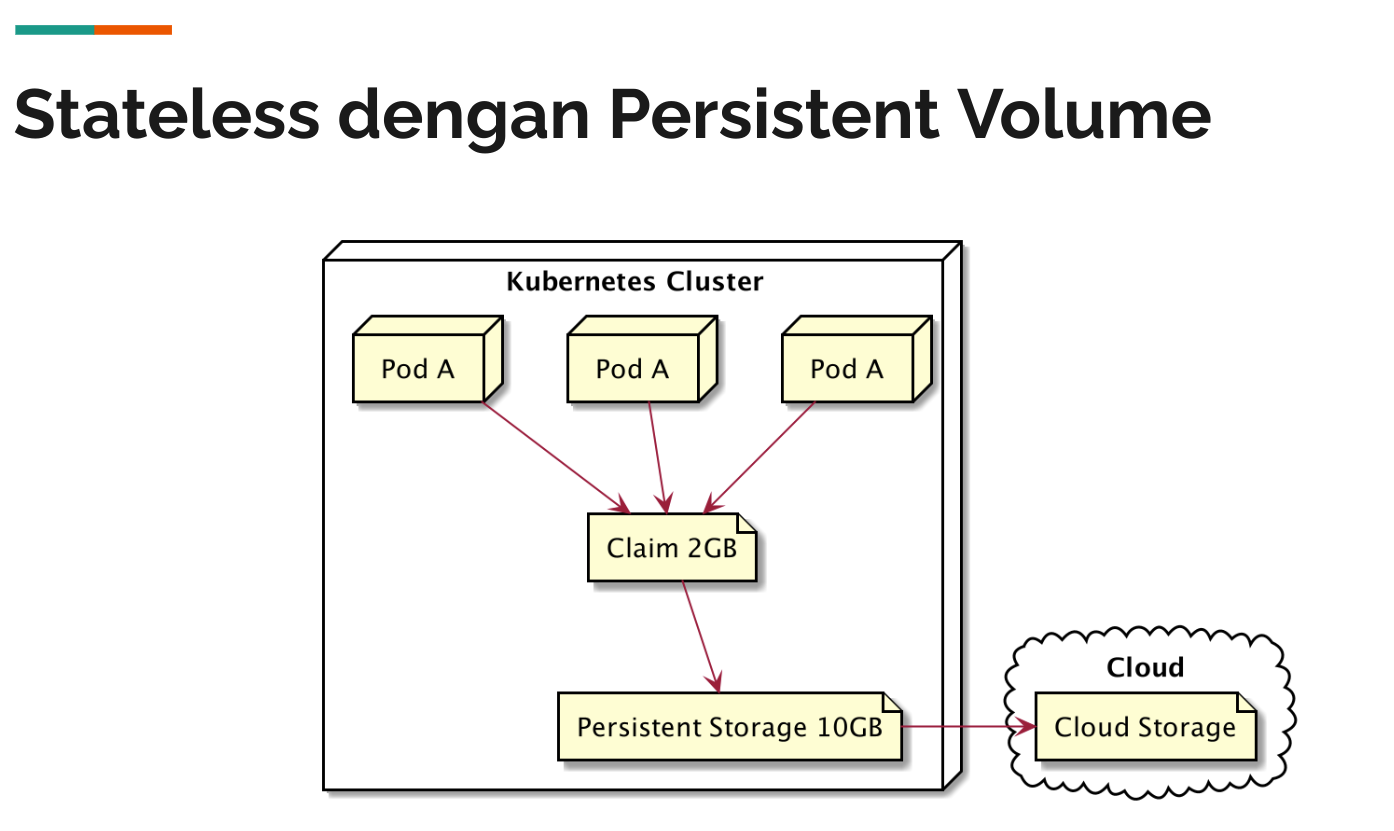 Stateless dengan Persistent Volume
Kubernetes Cluster
Pod A
Pod A
Pod A
Claim 2GB
Cloud
Persistent Storage 10GB
Cloud Storage